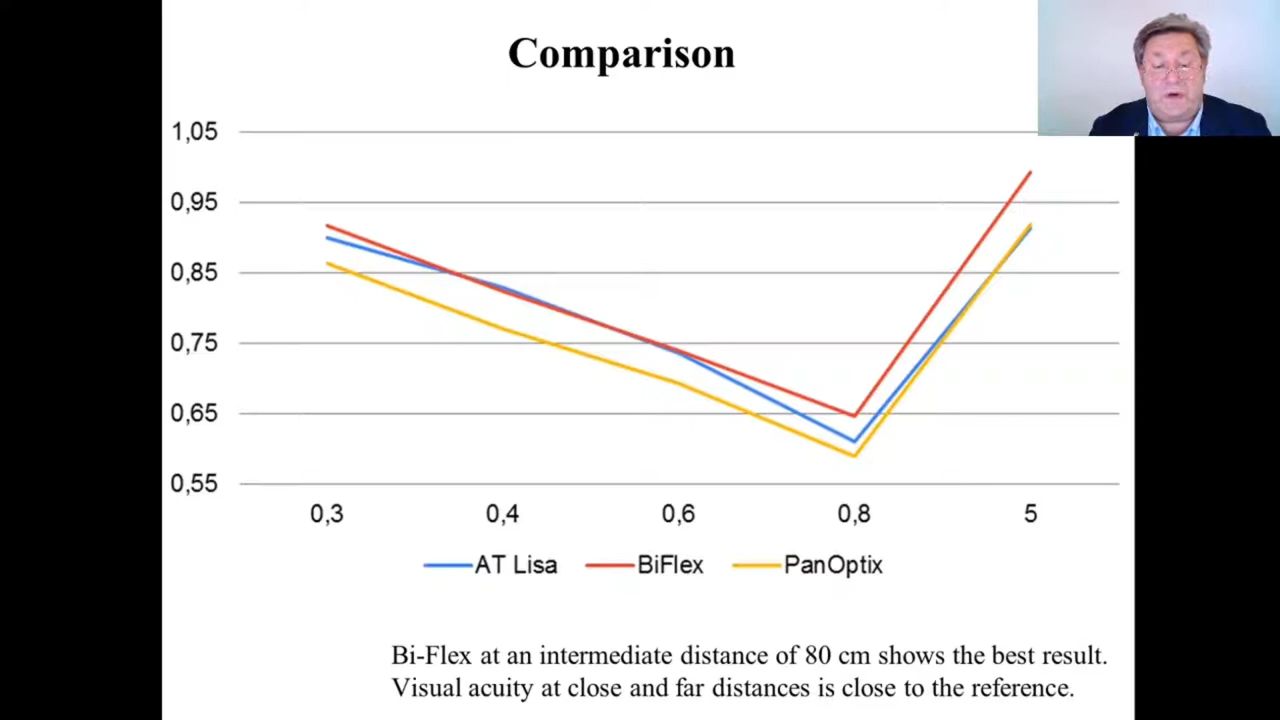 Comparison
1,05
0,95
0,85
0,75
0,65
0,55
0,3 0,4 0,6 0,8 5
AT Lisa BiFlex PanOptix
Bi-Flex at an intermediate distance of 80 cm shows the best result.
Visual acuity at close and far distances is close to the reference.